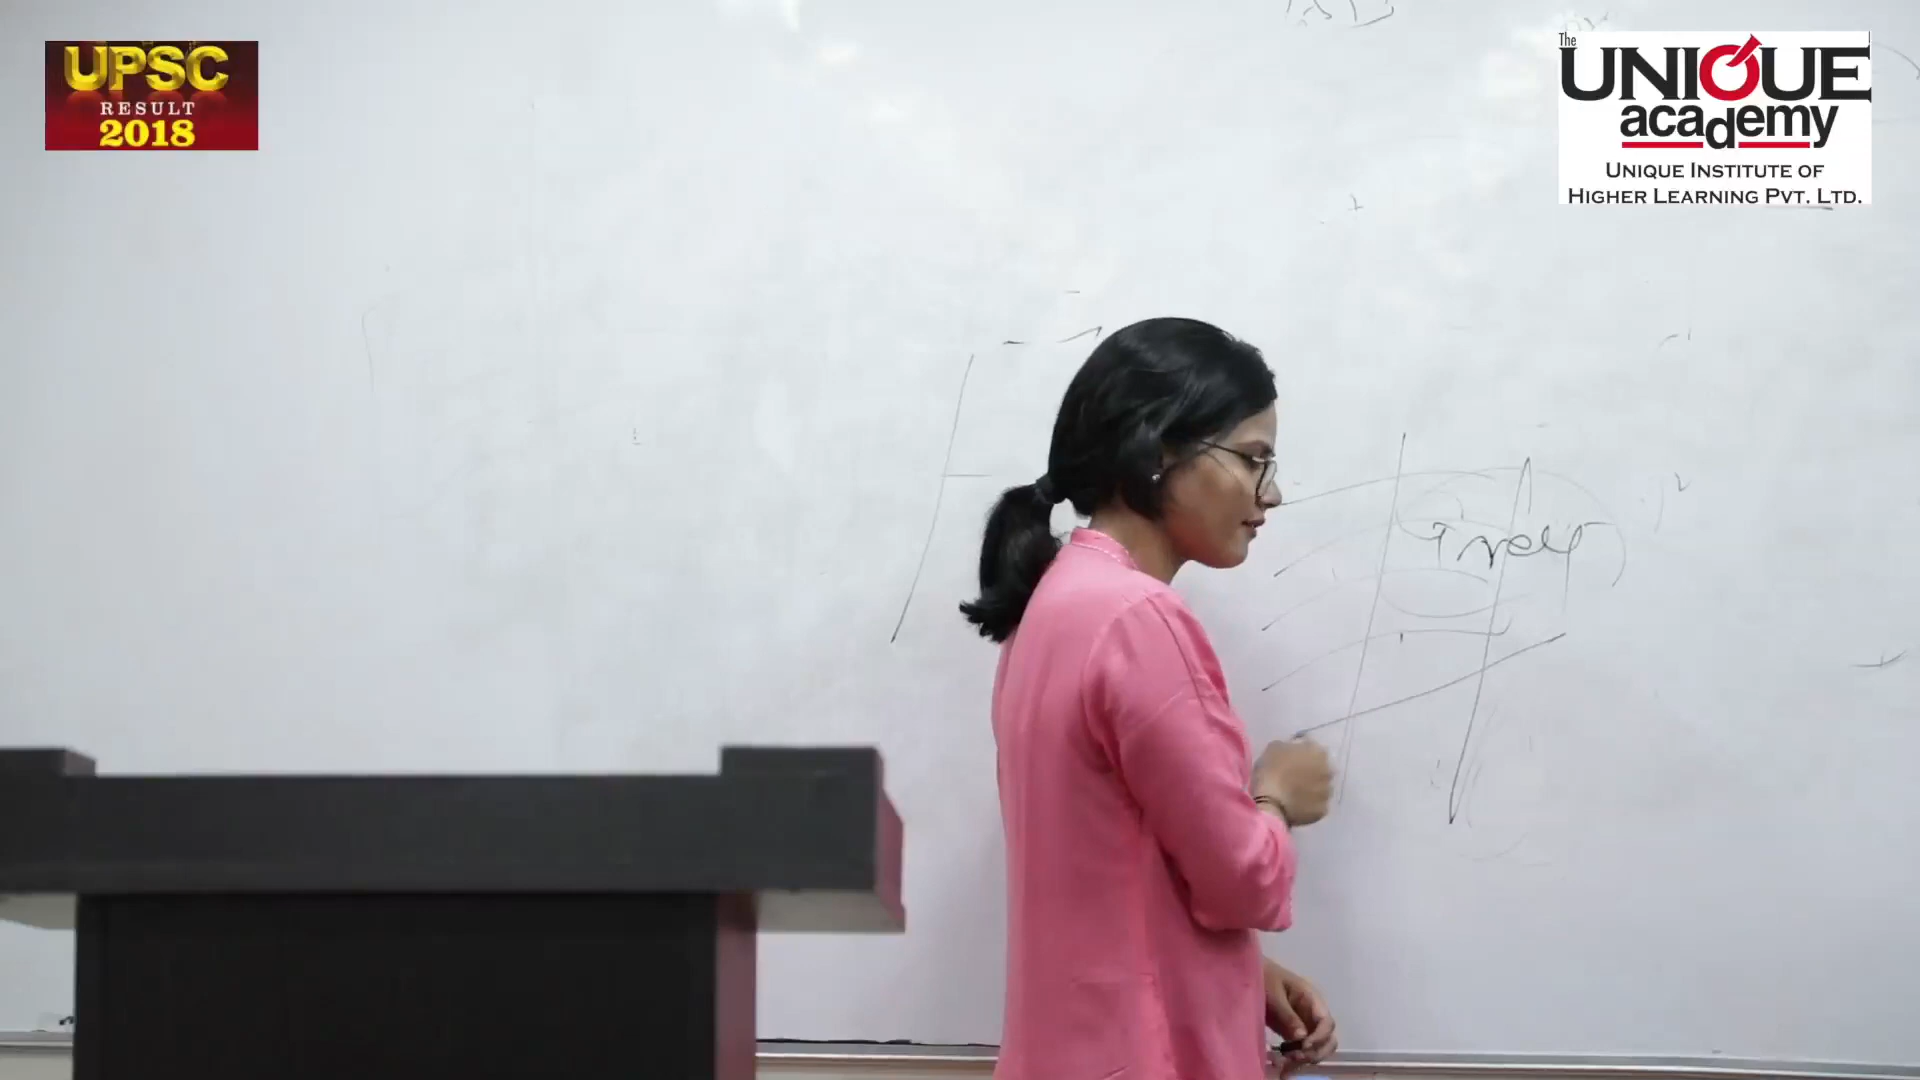 UPSC
RESULT
2018
The
UNIQUE
academy
UNIQUE INSTITUTE OF
HIGHER LEARNING PVT. LTD.